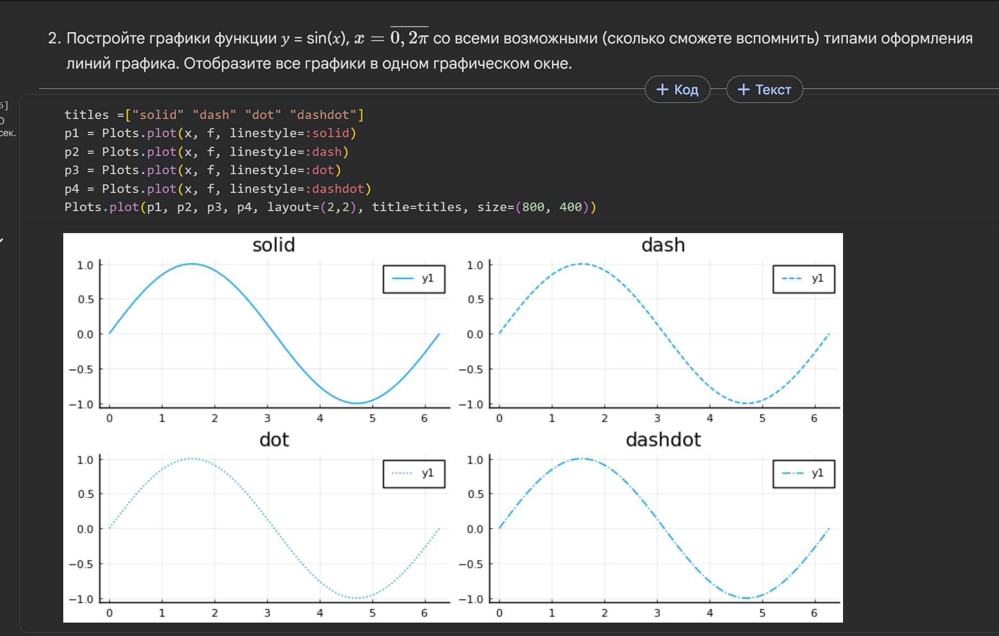 2. Постройте графики функции y = sin(x), x = 0, 2π со всеми возможными (сколько сможете вспомнить) типами оформления
линий графика. Отобразите все графики в одном графическом окне.
+ Код + Текст
6]
0
сек.
titles =["solid" "dash" "dot" "dashdot"]
p1 = Plots.plot(x, f, linestyle=:solid)
p2 = Plots.plot(x, f, linestyle=:dash)
p3 = Plots.plot(x, f, linestyle=:dot)
p4 = Plots.plot(x, f, linestyle=:dashdot)
Plots.plot(p1, p2, p3, p4, layout=(2,2), title=titles, size=(800, 400))
solid
1.0
0.5
0.0
−0.5
−1.0
0 1 2 3 4 5 6
y1
dash
1.0
0.5
0.0
−0.5
−1.0
0 1 2 3 4 5 6
y1
dot
1.0
0.5
0.0
−0.5
−1.0
0 1 2 3 4 5 6
y1
dashdot
1.0
0.5
0.0
−0.5
−1.0
0 1 2 3 4 5 6
y1